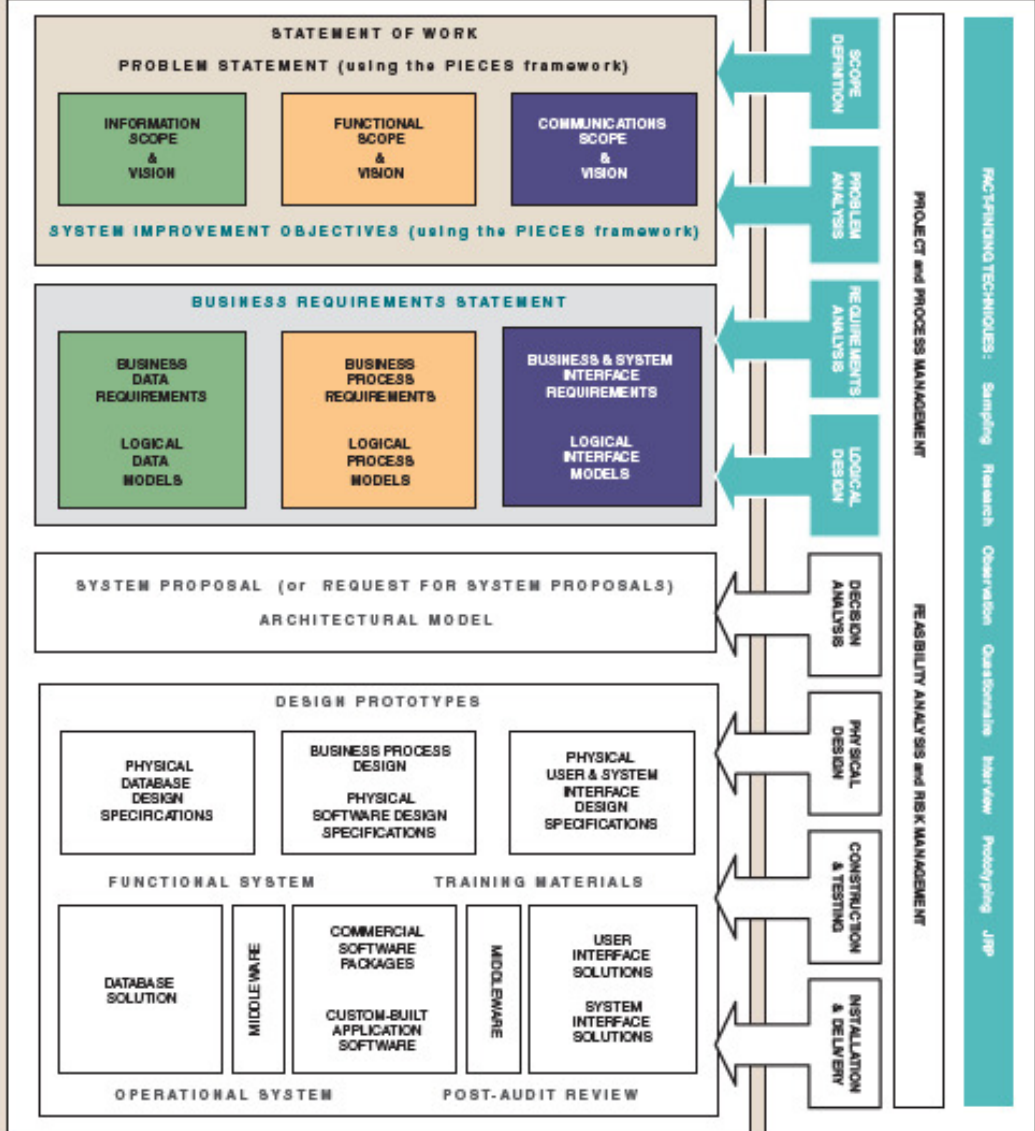 STATEMENT OF WORK
PROBLEM STATEMENT (using the PIECES framework)
INFORMATION
SCOPE
&
VISION
FUNCTIONAL
SCOPE
&
VISION
COMMUNICATIONS
SCOPE
&
VISION
SYSTEM IMPROVEMENT OBJECTIVES (using the PIECES framework)
BUSINESS REQUIREMENTS STATEMENT
BUSINESS
DATA
REQUIREMENTS
LOGICAL
DATA
MODELS
BUSINESS
PROCESS
REQUIREMENTS
LOGICAL
PROCESS
MODELS
BUSINESS & SYSTEM
INTERFACE
REQUIREMENTS
LOGICAL
INTERFACE
MODELS
SYSTEM PROPOSAL (or REQUEST FOR SYSTEM PROPOSALS)
ARCHITECTURAL MODEL
DESIGN PROTOTYPES
PHYSICAL
DATABASE
DESIGN
SPECIRCATIONS
BUSINESS PROCESS
DESIGN
PHYSICAL
SOFTWARE DESIGN
SPECIFICATIONS
PHYSICAL
USER & SYSTEM
INTERFACE
DESIGN
SPECIFICATIONS
FUNCTIONAL SYSTEM
TRAINING MATERIALS
DATABASE
SOLUTION
MIDDLEWARE
COMMERCIAL
SOFTWARE
PACKAGES
CUSTOM-BUILT
APPLICATION
SOFTWARE
MIDDLEWARE
USER
INTERFACE
SOLUTIONS
SYSTEM
INTERFACE
SOLUTIONS
OPERATIONAL SYSTEM
POST-AUDIT REVIEW
SCOPE
DEFINITION
PROBLEM
ANALYSIS
REQUIREMENTS
ANALYSIS
LOGICAL
DESIGN
DECISION
ANALYSIS
PHYSICAL
DESIGN
CONSTRUCTION
& TESTING
INSTALLATION
& DELIVERY
PROJECT and PROCESS MANAGEMENT
FEASIBILITY ANALYSIS and RISK MANAGEMENT
FACT-FINDING TECHNIQUES: Sampling Research Observation Questionnaire Interview Prototyping JRP